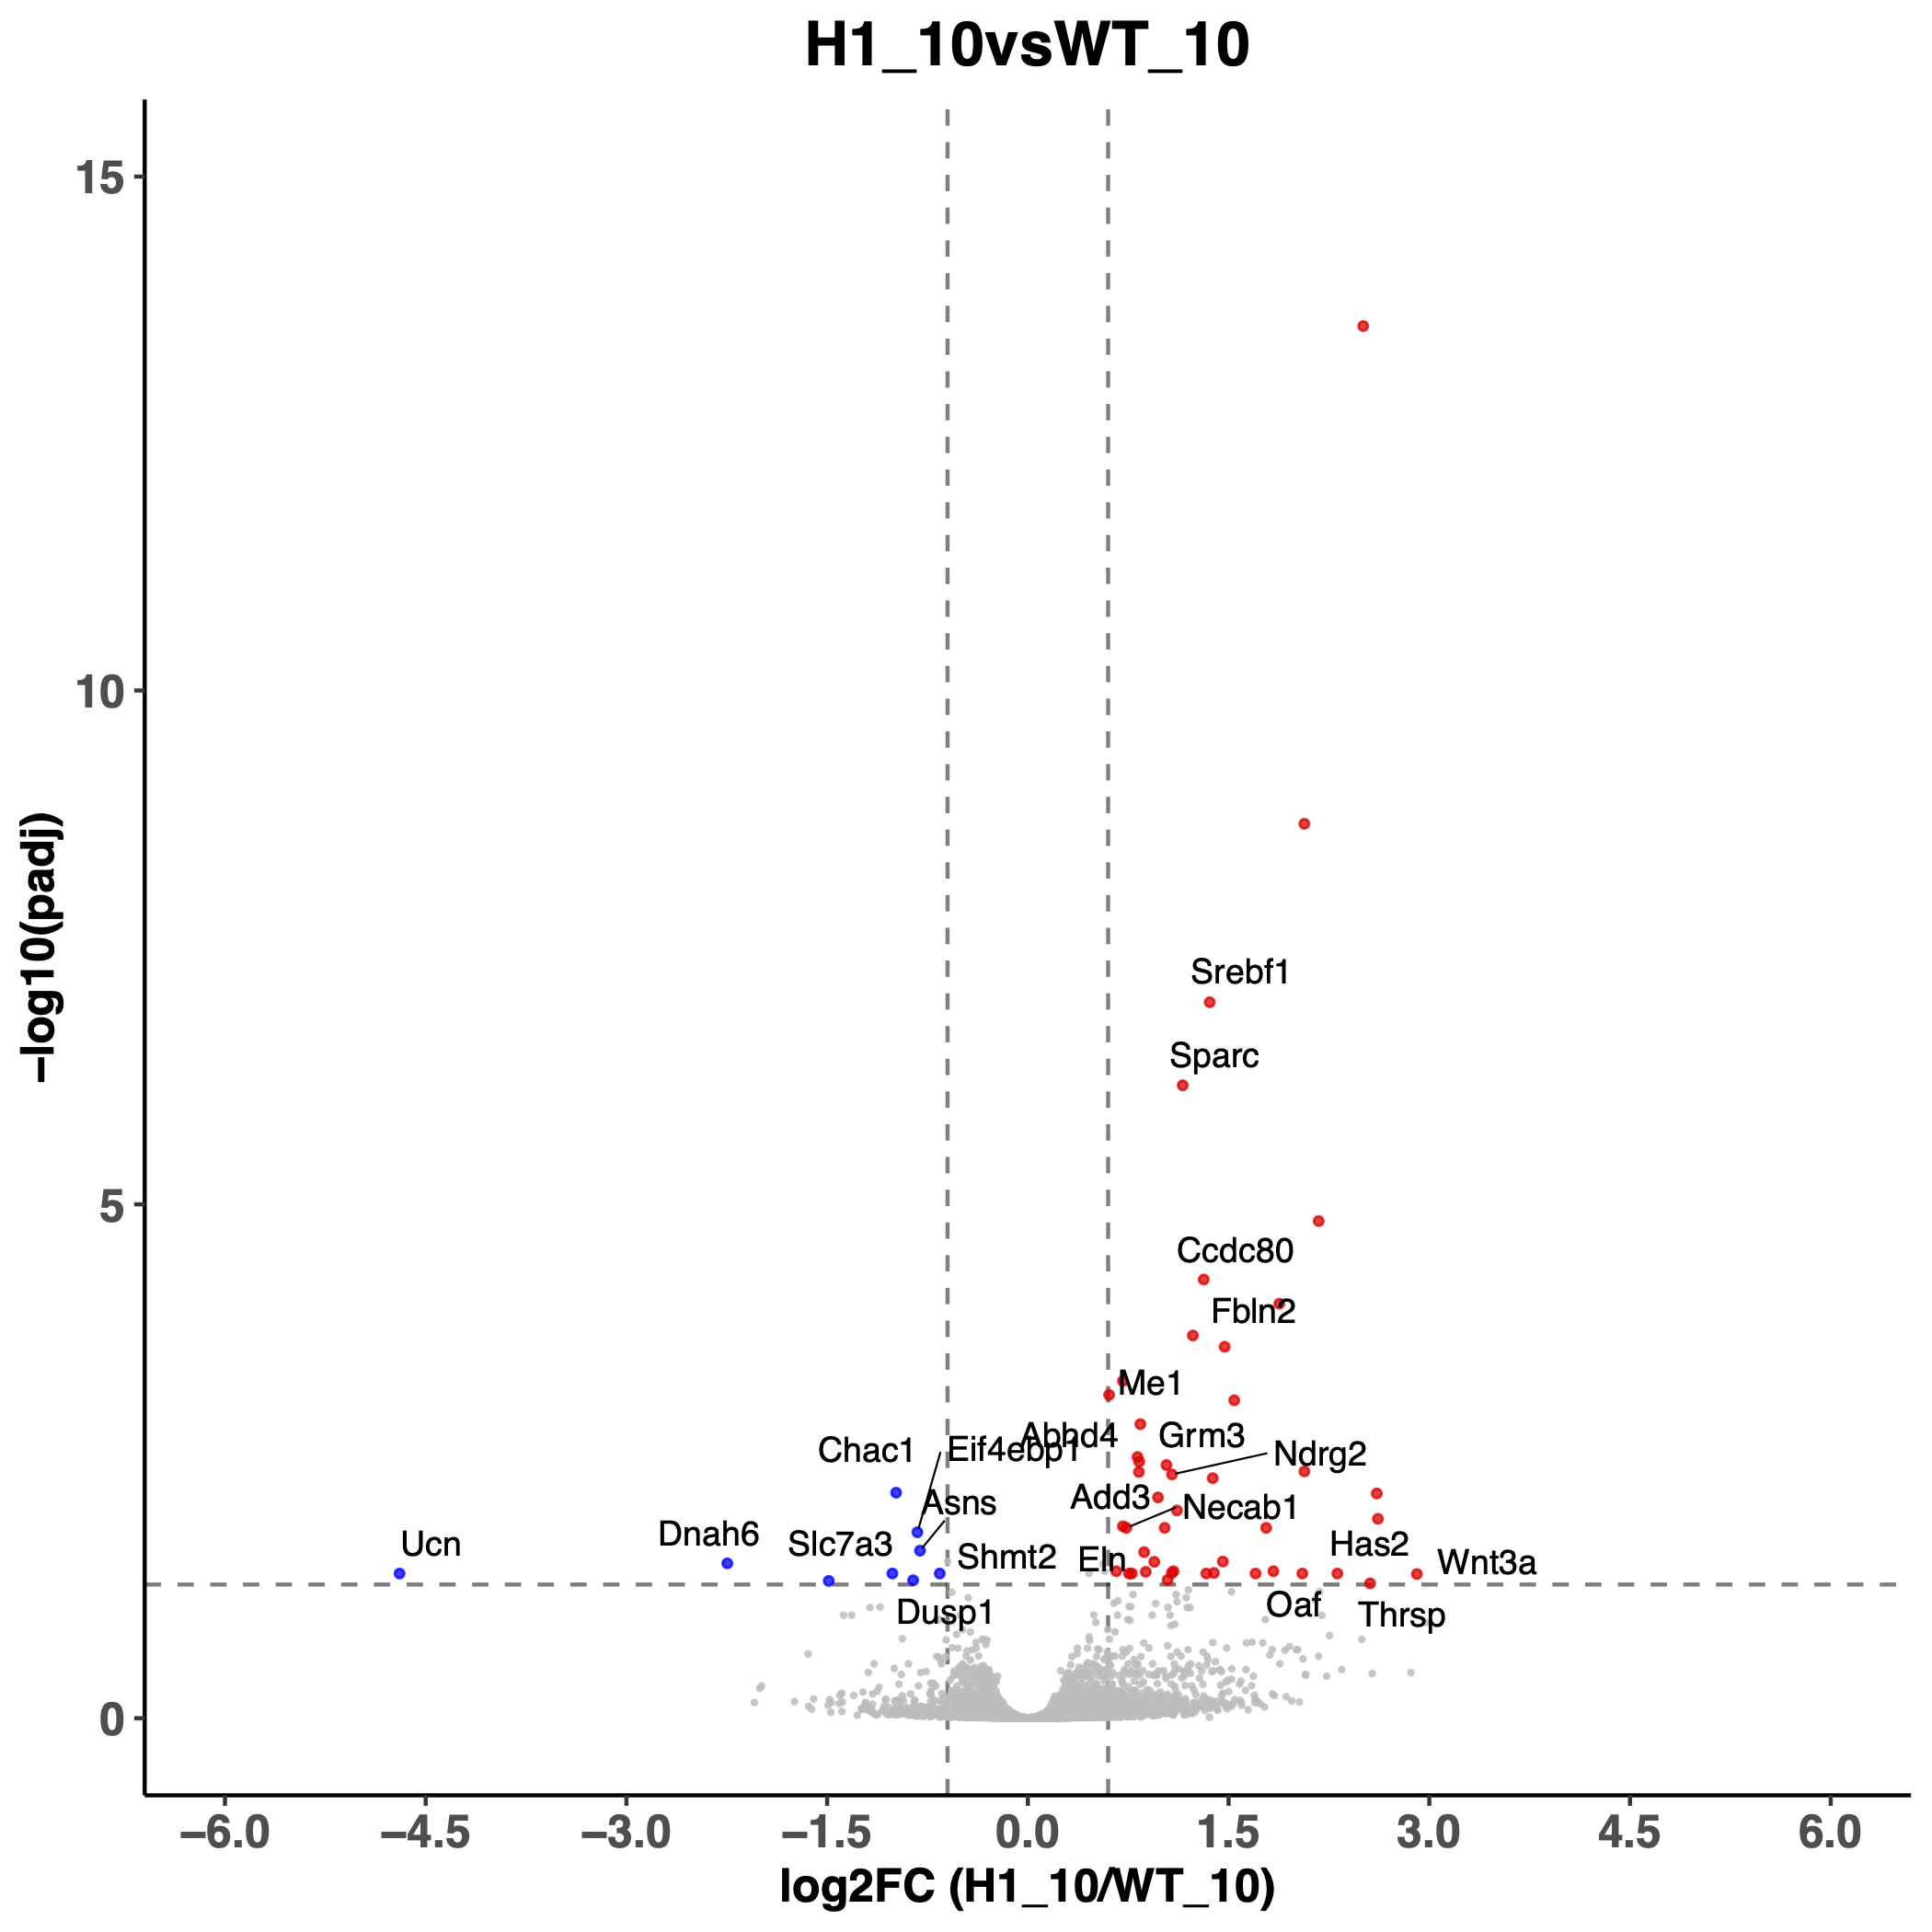 H1_10vsWT_10
15
10
5
0
−log10(padj)
Srebf1
Sparc
Ccdc80
Fbln2
Me1
Abhd4
Grm3
Chac1
Eif4ebp1
Ndrg2
Add3
Asns
Necab1
Ucn
Dnah6
Slc7a3
Shmt2
Eln
Has2
Wnt3a
Dusp1
Oaf
Thrsp
−6.0
−4.5
−3.0
−1.5
0.0
1.5
3.0
4.5
6.0
log2FC (H1_10/WT_10)